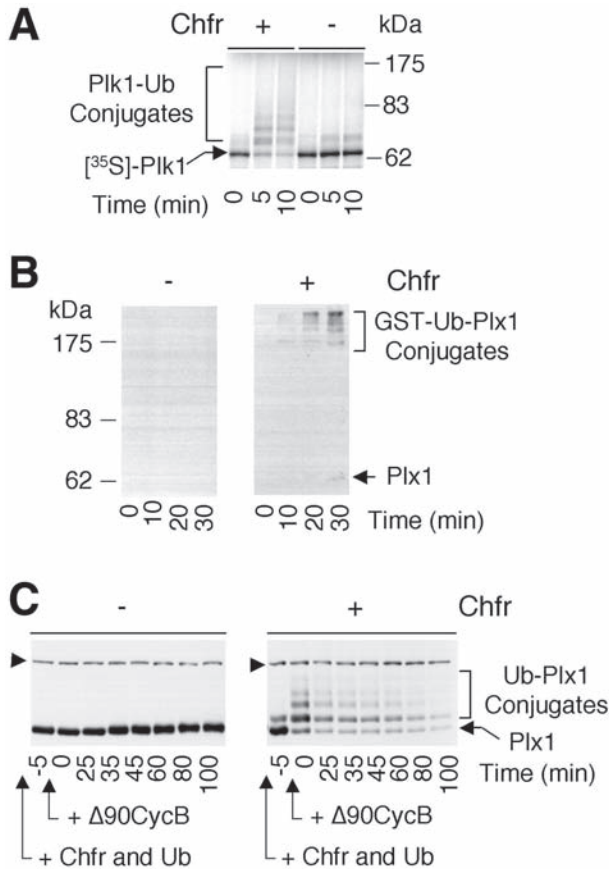 A
Chfr + - kDa
175
Plk1-Ub
Conjugates
83
[³⁵S]-Plk1
62
0 5 10 0 5 10
Time (min)
B
- + Chfr
kDa
GST-Ub-Plx1
Conjugates
175
83
62
Plx1
0 10 20 30 0 10 20 30 Time (min)
C
- + Chfr
Ub-Plx1
Conjugates
Plx1
-5 0 25 35 45 60 80 100 -5 0 25 35 45 60 80 100 Time (min)
+ Δ90CycB + Δ90CycB
+ Chfr and Ub + Chfr and Ub